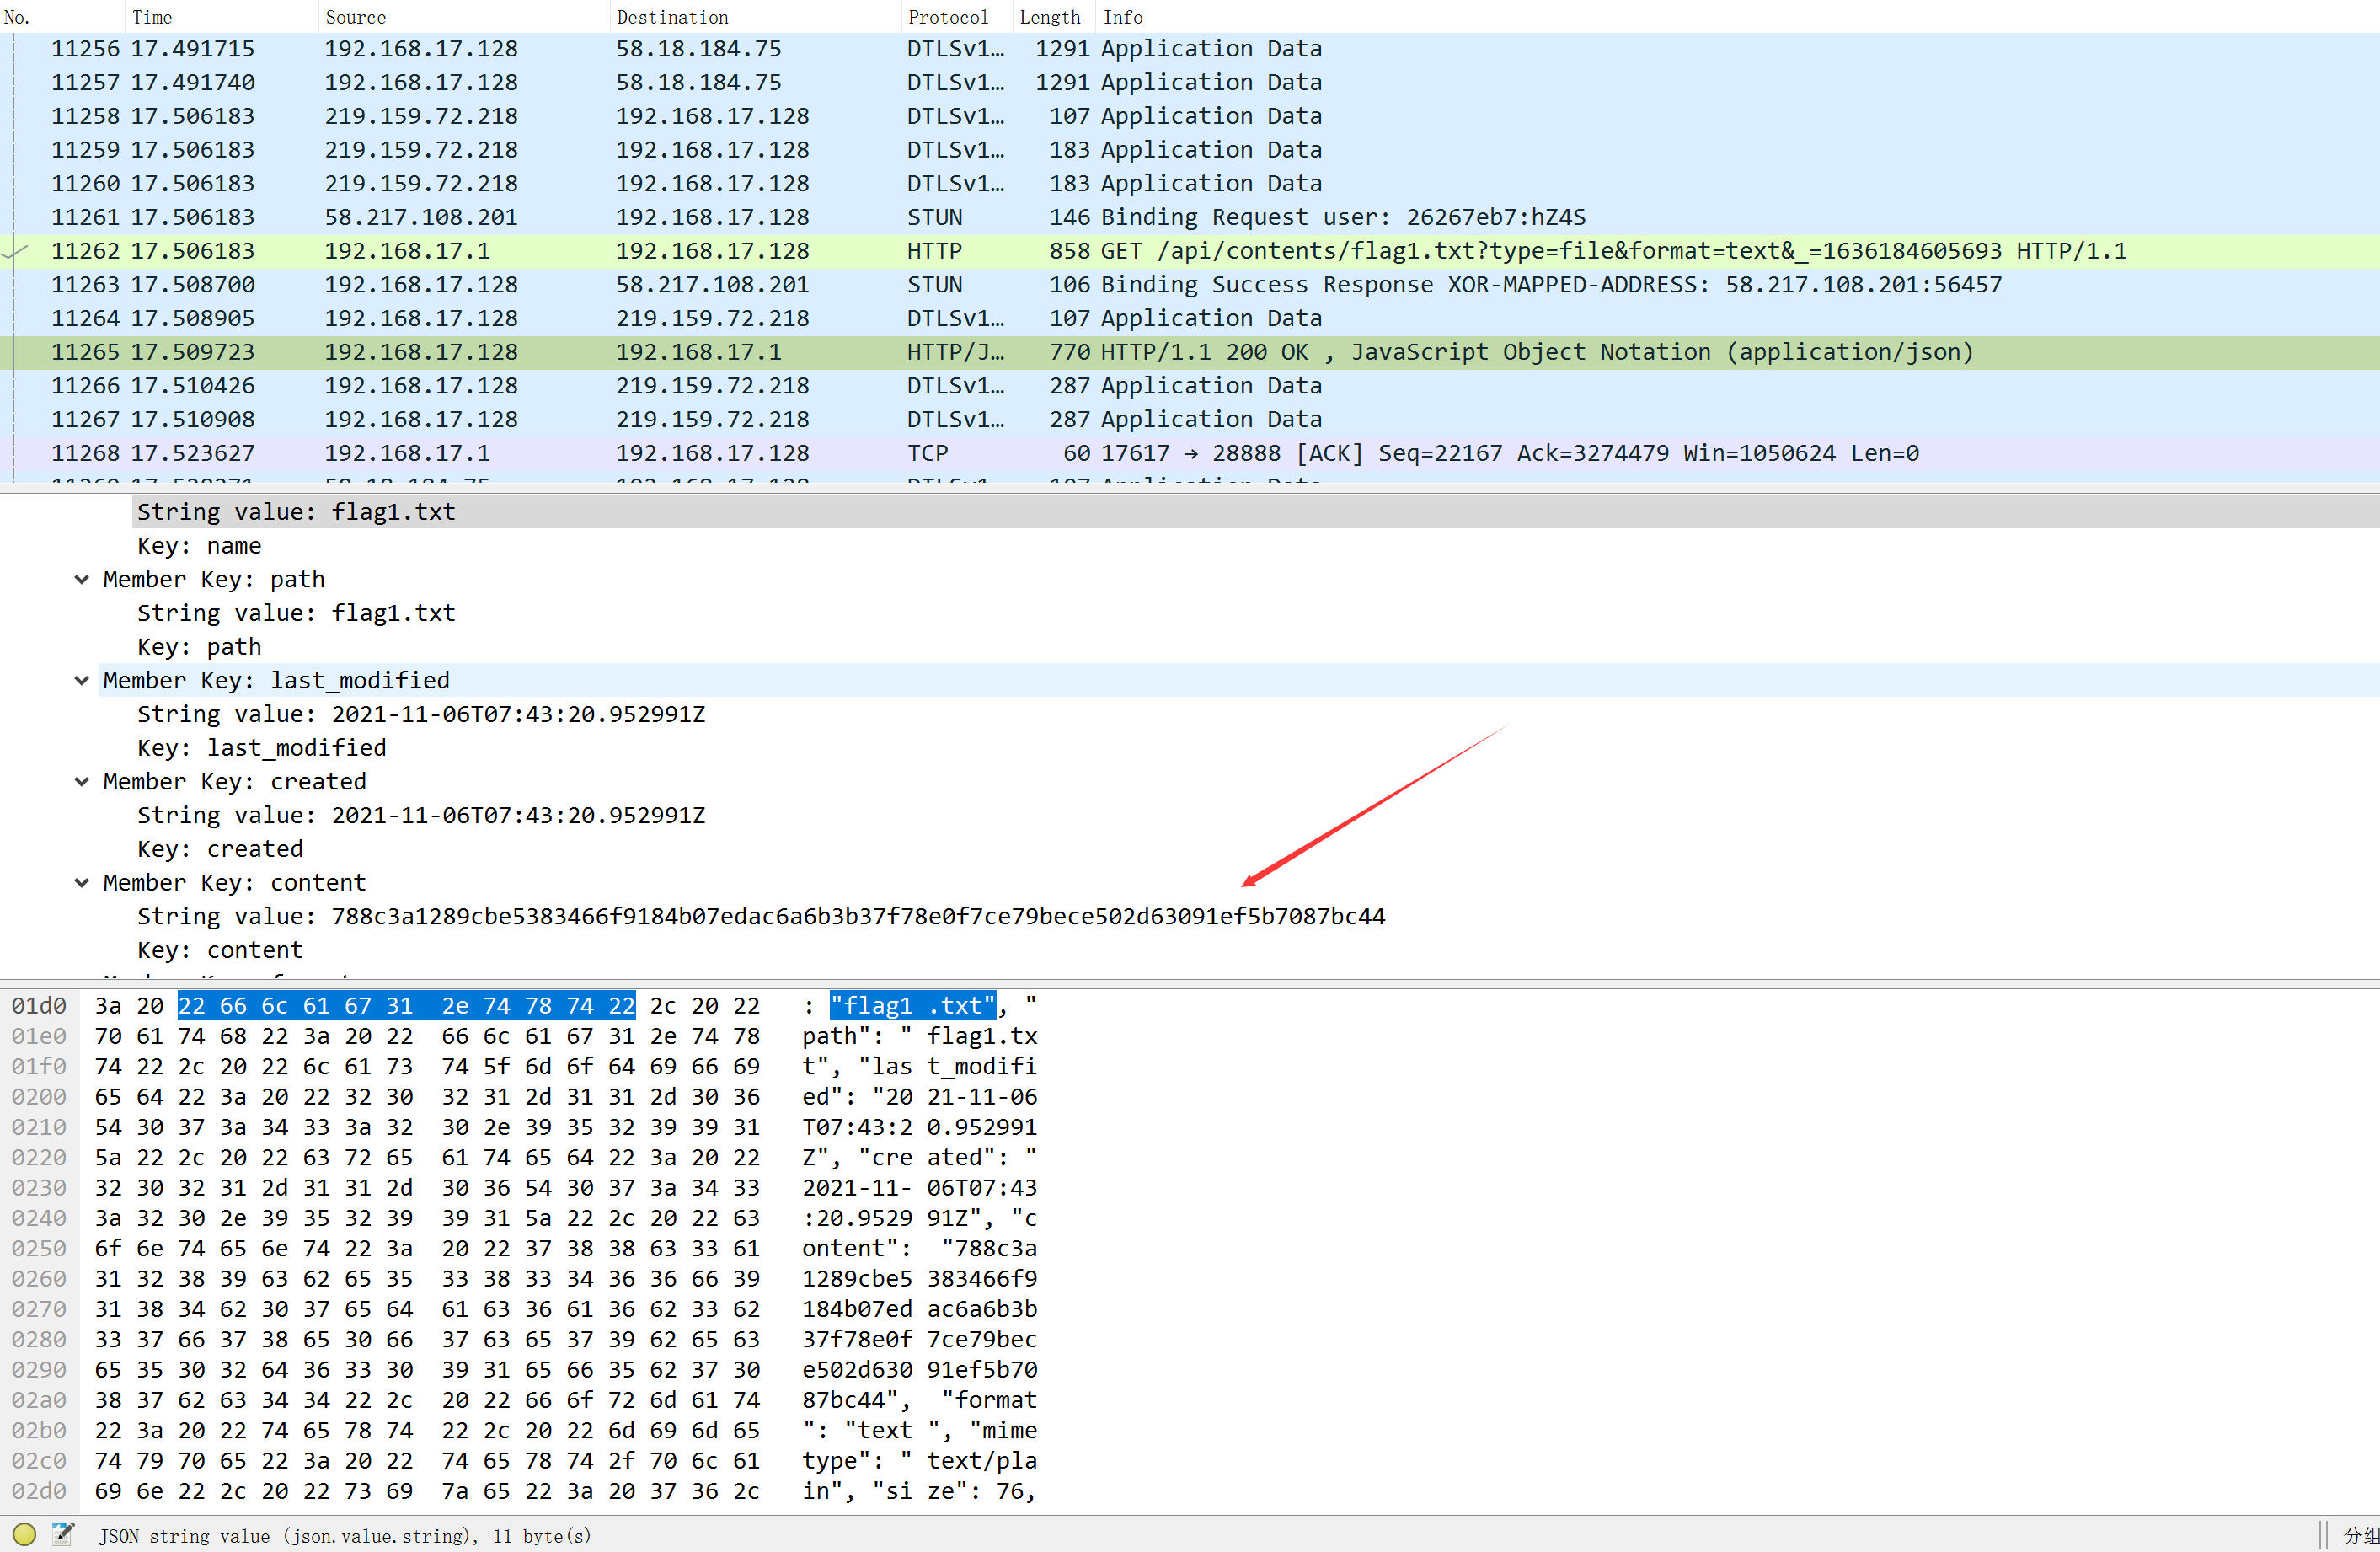 No. Time Source Destination Protocol Length Info
11256 17.491715 192.168.17.128 58.18.184.75 DTLSv1… 1291 Application Data
11257 17.491740 192.168.17.128 58.18.184.75 DTLSv1… 1291 Application Data
11258 17.506183 219.159.72.218 192.168.17.128 DTLSv1… 107 Application Data
11259 17.506183 219.159.72.218 192.168.17.128 DTLSv1… 183 Application Data
11260 17.506183 219.159.72.218 192.168.17.128 DTLSv1… 183 Application Data
11261 17.506183 58.217.108.201 192.168.17.128 STUN 146 Binding Request user: 26267eb7:hZ4S
11262 17.506183 192.168.17.1 192.168.17.128 HTTP 858 GET /api/contents/flag1.txt?type=file&format=text&_=1636184605693 HTTP/1.1
11263 17.508700 192.168.17.128 58.217.108.201 STUN 106 Binding Success Response XOR-MAPPED-ADDRESS: 58.217.108.201:56457
11264 17.508905 192.168.17.128 219.159.72.218 DTLSv1… 107 Application Data
11265 17.509723 192.168.17.128 192.168.17.1 HTTP/J… 770 HTTP/1.1 200 OK , JavaScript Object Notation (application/json)
11266 17.510426 192.168.17.128 219.159.72.218 DTLSv1… 287 Application Data
11267 17.510908 192.168.17.128 219.159.72.218 DTLSv1… 287 Application Data
11268 17.523627 192.168.17.1 192.168.17.128 TCP 60 17617 → 28888 [ACK] Seq=22167 Ack=3274479 Win=1050624 Len=0
String value: flag1.txt
Key: name
Member Key: path
String value: flag1.txt
Key: path
Member Key: last_modified
String value: 2021-11-06T07:43:20.952991Z
Key: last_modified
Member Key: created
String value: 2021-11-06T07:43:20.952991Z
Key: created
Member Key: content
String value: 788c3a1289cbe5383466f9184b07edac6a6b3b37f78e0f7ce79bece502d63091ef5b7087bc44
Key: content
01d0 3a 20 22 66 6c 61 67 31 2e 74 78 74 22 2c 20 22 : "flag1 .txt", "
01e0 70 61 74 68 22 3a 20 22 66 6c 61 67 31 2e 74 78 path": " flag1.tx
01f0 74 22 2c 20 22 6c 61 73 74 5f 6d 6f 64 69 66 69 t", "las t_modifi
0200 65 64 22 3a 20 22 32 30 32 31 2d 31 31 2d 30 36 ed": "20 21-11-06
0210 54 30 37 3a 34 33 3a 32 30 2e 39 35 32 39 39 31 T07:43:2 0.952991
0220 5a 22 2c 20 22 63 72 65 61 74 65 64 22 3a 20 22 Z", "cre ated": "
0230 32 30 32 31 2d 31 31 2d 30 36 54 30 37 3a 34 33 2021-11- 06T07:43
0240 3a 32 30 2e 39 35 32 39 39 31 5a 22 2c 20 22 63 :20.9529 91Z", "c
0250 6f 6e 74 65 6e 74 22 3a 20 22 37 38 38 63 33 61 ontent": "788c3a
0260 31 32 38 39 63 62 65 35 33 38 33 34 36 36 66 39 1289cbe5 383466f9
0270 31 38 34 62 30 37 65 64 61 63 36 61 36 62 33 62 184b07ed ac6a6b3b
0280 33 37 66 37 38 65 30 66 37 63 65 37 39 62 65 63 37f78e0f 7ce79bec
0290 65 35 30 32 64 36 33 30 39 31 65 66 35 62 37 30 e502d630 91ef5b70
02a0 38 37 62 63 34 34 22 2c 20 22 66 6f 72 6d 61 74 87bc44", "format
02b0 22 3a 20 22 74 65 78 74 22 2c 20 22 6d 69 6d 65 ": "text ", "mime
02c0 74 79 70 65 22 3a 20 22 74 65 78 74 2f 70 6c 61 type": " text/pla
02d0 69 6e 22 2c 20 22 73 69 7a 65 22 3a 20 37 36 2c in", "si ze": 76,
JSON string value (json.value.string), 11 byte(s)
分组